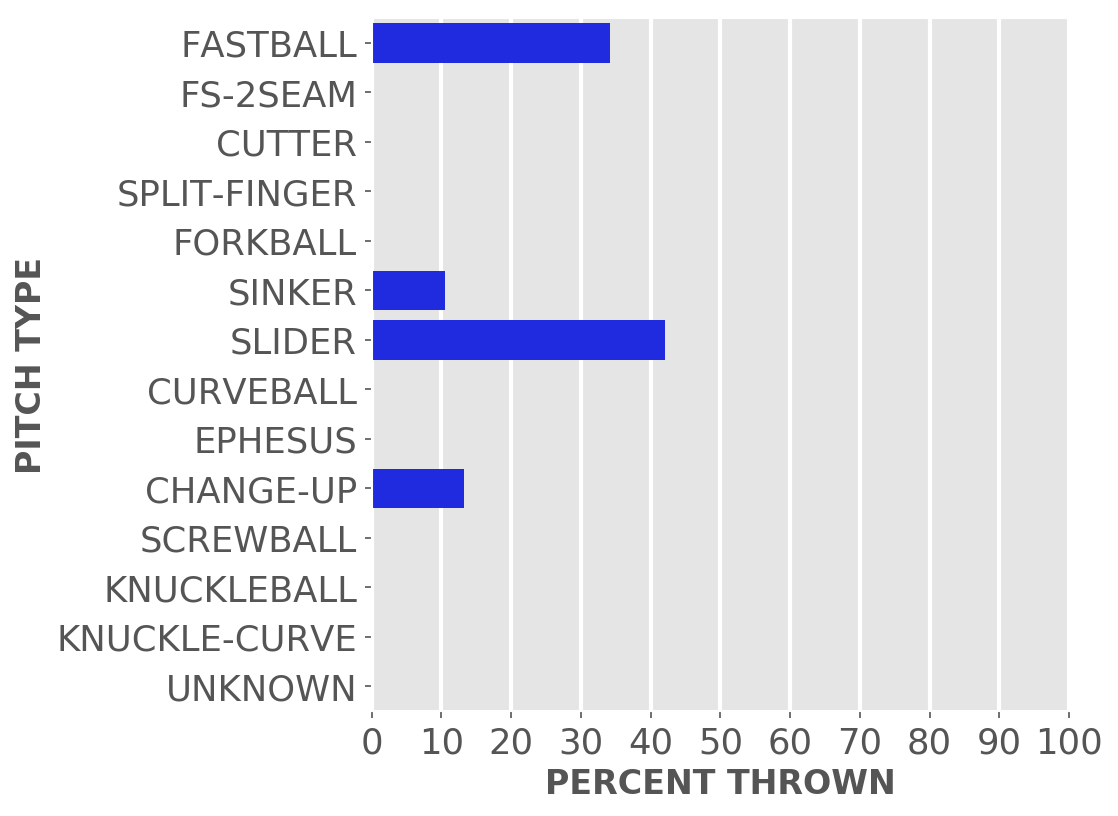 FASTBALL
FS-2SEAM
CUTTER
SPLIT-FINGER
FORKBALL
SINKER
SLIDER
CURVEBALL
EPHESUS
CHANGE-UP
SCREWBALL
KNUCKLEBALL
KNUCKLE-CURVE
UNKNOWN
PITCH TYPE
0 10 20 30 40 50 60 70 80 90 100
PERCENT THROWN